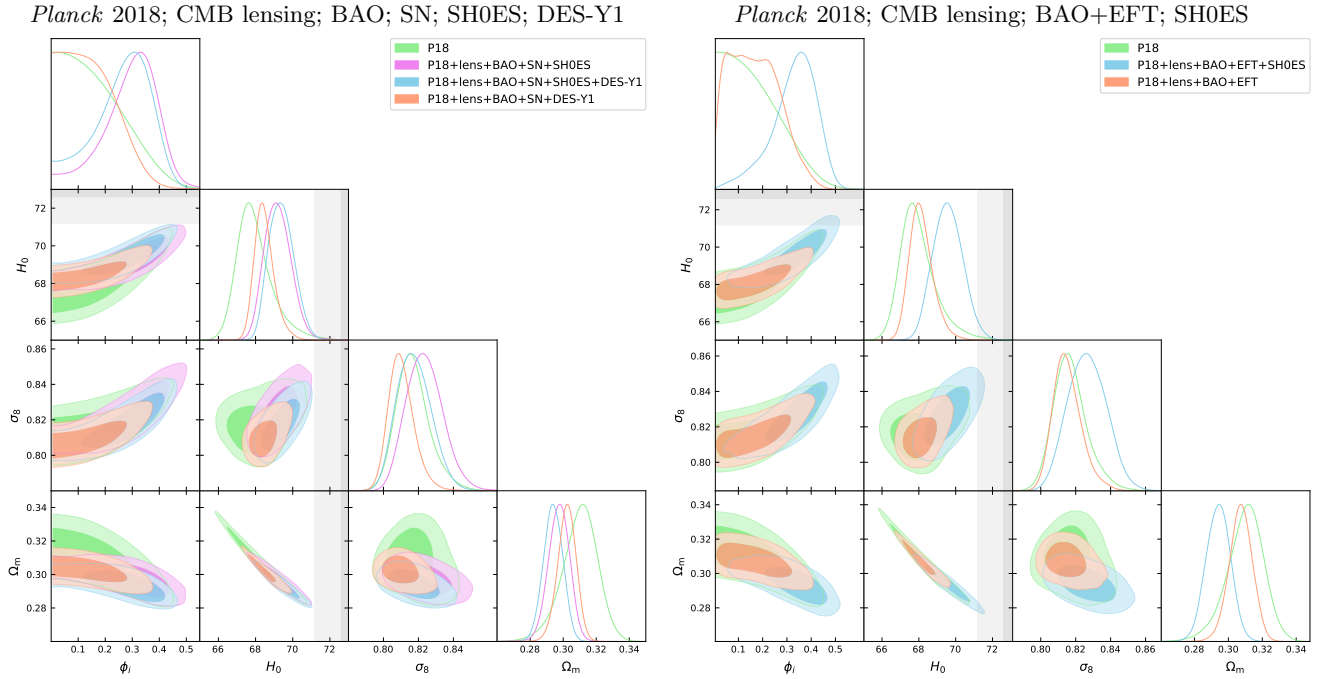 Planck 2018; CMB lensing; BAO; SN; SH0ES; DES-Y1
P18
P18+lens+BAO+SN+SH0ES
P18+lens+BAO+SN+SH0ES+DES-Y1
P18+lens+BAO+SN+DES-Y1
72
70
68
66
H₀
0.86
0.84
0.82
0.80
σ₈
0.34
0.32
0.30
0.28
Ωₘ
0.1 0.2 0.3 0.4 0.5
66 68 70 72
0.80 0.82 0.84
0.28 0.30 0.32 0.34
ϕᵢ H₀ σ₈ Ωₘ
Planck 2018; CMB lensing; BAO+EFT; SH0ES
P18
P18+lens+BAO+EFT+SH0ES
P18+lens+BAO+EFT
72
70
68
66
H₀
0.86
0.84
0.82
0.80
σ₈
0.34
0.32
0.30
0.28
Ωₘ
0.1 0.2 0.3 0.4 0.5
66 68 70 72
0.80 0.82 0.84 0.86
0.28 0.30 0.32 0.34
ϕᵢ H₀ σ₈ Ωₘ